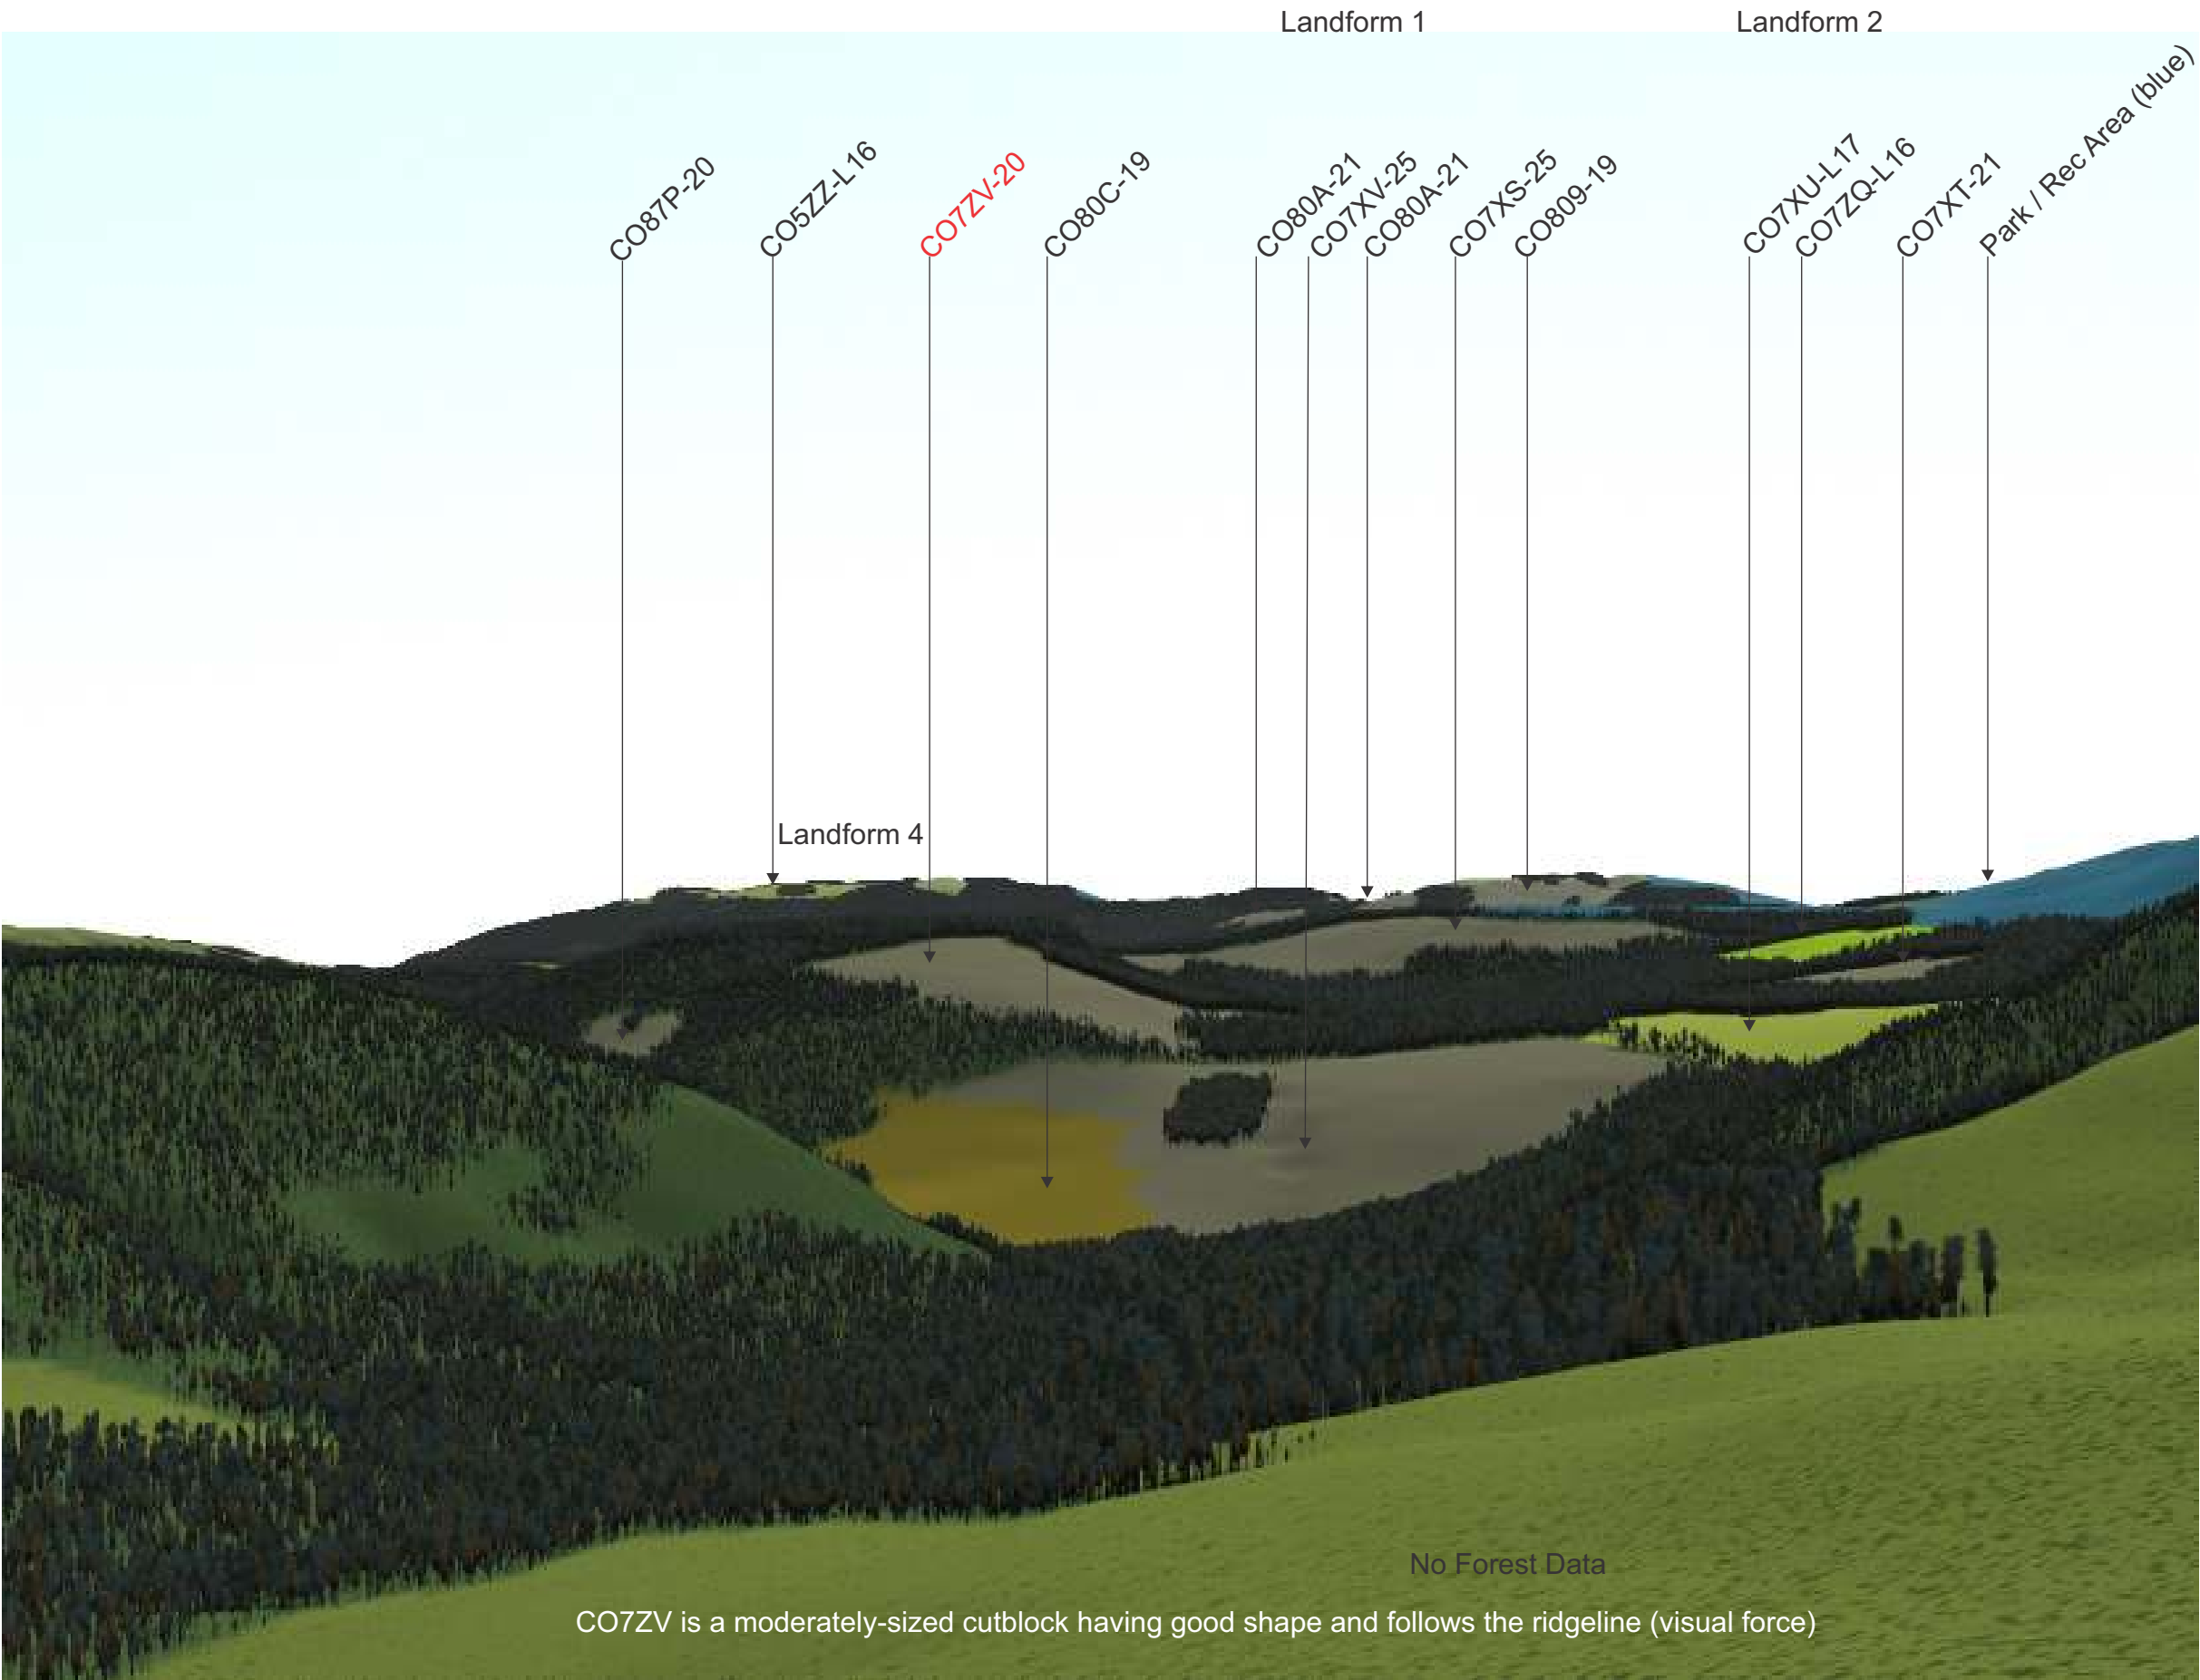 Landform 1
Landform 2
CO87P-20
CO5ZZ-L16
CO7ZV-20
CO80C-19
CO80A-21
CO7XV-25
CO80A-21
CO7XS-25
CO809-19
CO7XU-L17
CO7ZQ-L16
CO7XT-21
Park / Rec Area (blue)
Landform 4
No Forest Data
CO7ZV is a moderately-sized cutblock having good shape and follows the ridgeline (visual force)